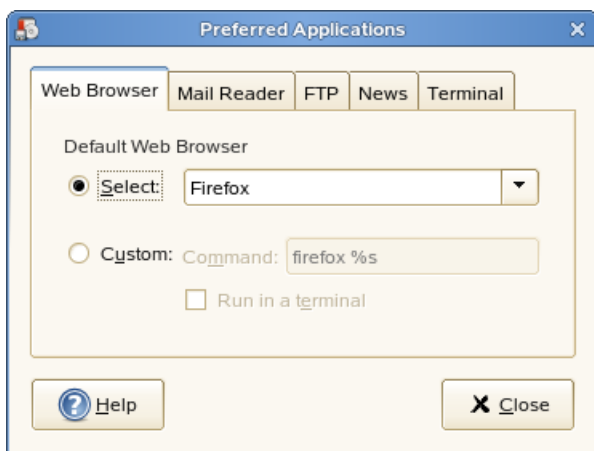 Preferred Applications
Web Browser Mail Reader FTP News Terminal
Default Web Browser
Select: Firefox
Custom: Command: firefox %s
Run in a terminal
Help Close